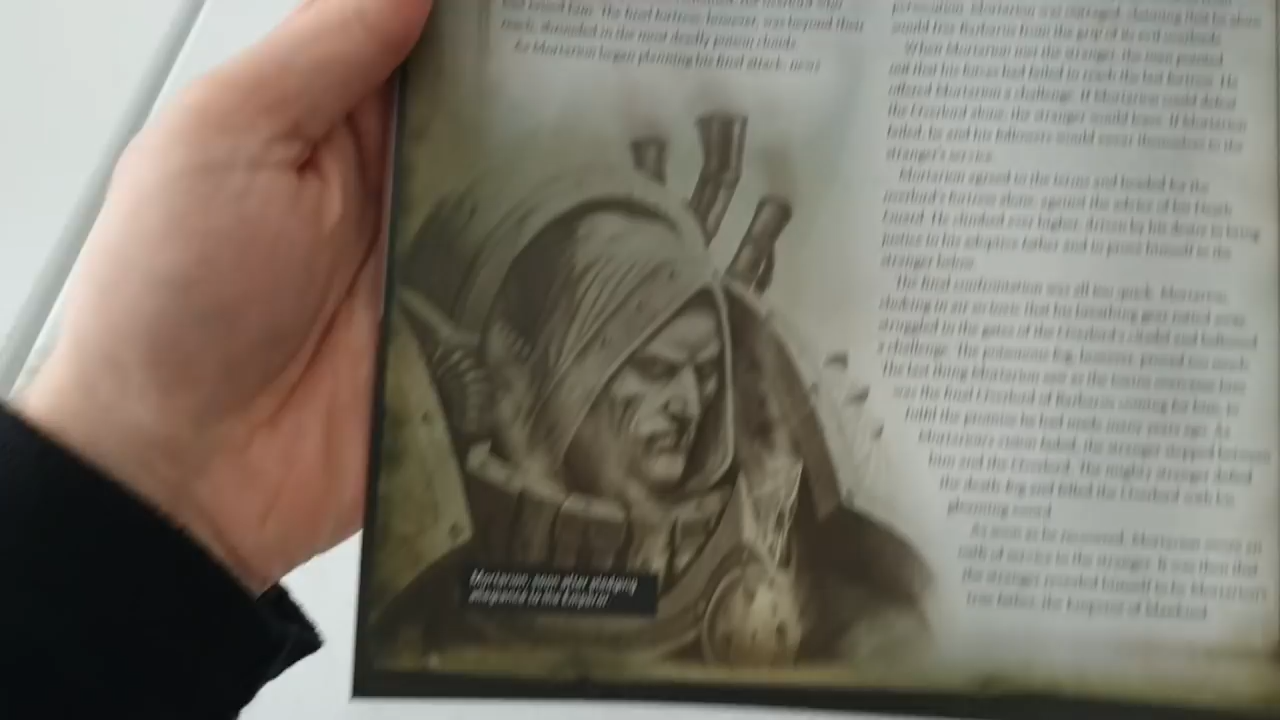 had hated him. The final fortress, however, was beyond their
reach, shrouded in the most deadly poison clouds.
As Mortarion began planning his final attack, news
Mortarion, soon after pledging
allegiance to the Emperor
persecution. Mortarion was outraged, claiming that he alone
would free Barbarus from the grip of its evil overlords.
When Mortarion met the stranger, the man pointed
out that his forces had failed to reach the last fortress. He
offered Mortarion a challenge. If Mortarion could defeat
the Overlord alone, the stranger would leave. If Mortarion
failed, he and his followers would swear themselves to the
stranger's service.
Mortarion agreed to the terms and headed for the
overlord's fortress alone, against the advice of his Death
Guard. He climbed ever higher, driven by his desire to bring
justice to his adoptive father and to prove himself to the
stranger below.
The final confrontation was all too quick. Mortarion,
choking in air so toxic that his breathing gear rotted away,
struggled to the gates of the Overlord's citadel and bellowed
a challenge. The poisonous fog, however, proved too much.
The last thing Mortarion saw as the toxins overcame him
was the final Overlord of Barbarus coming for him, to
fulfil the promise he had made many years ago. As
Mortarion's vision faded, the stranger stepped between
him and the Overlord. The mighty stranger defied
the death fog and felled the Overlord with his
gleaming sword.
As soon as he recovered, Mortarion swore an
oath of service to the stranger. It was then that
the stranger revealed himself to be Mortarion's
true father, the Emperor of Mankind.